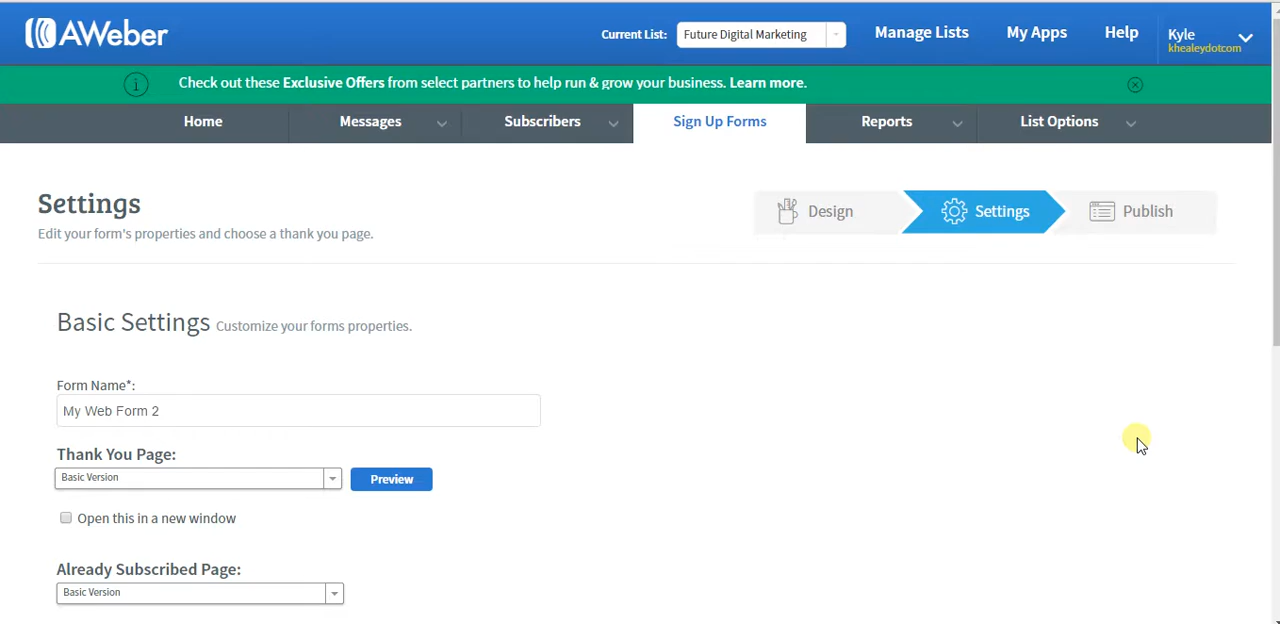 AWeber
Current List: Future Digital Marketing Manage Lists My Apps Help Kyle
khealeydotcom
Check out these Exclusive Offers from select partners to help run & grow your business. Learn more.
Home Messages Subscribers Sign Up Forms Reports List Options
Settings
Edit your form's properties and choose a thank you page.
Design Settings Publish
Basic Settings Customize your forms properties.
Form Name*:
My Web Form 2
Thank You Page:
Basic Version Preview
Open this in a new window
Already Subscribed Page:
Basic Version